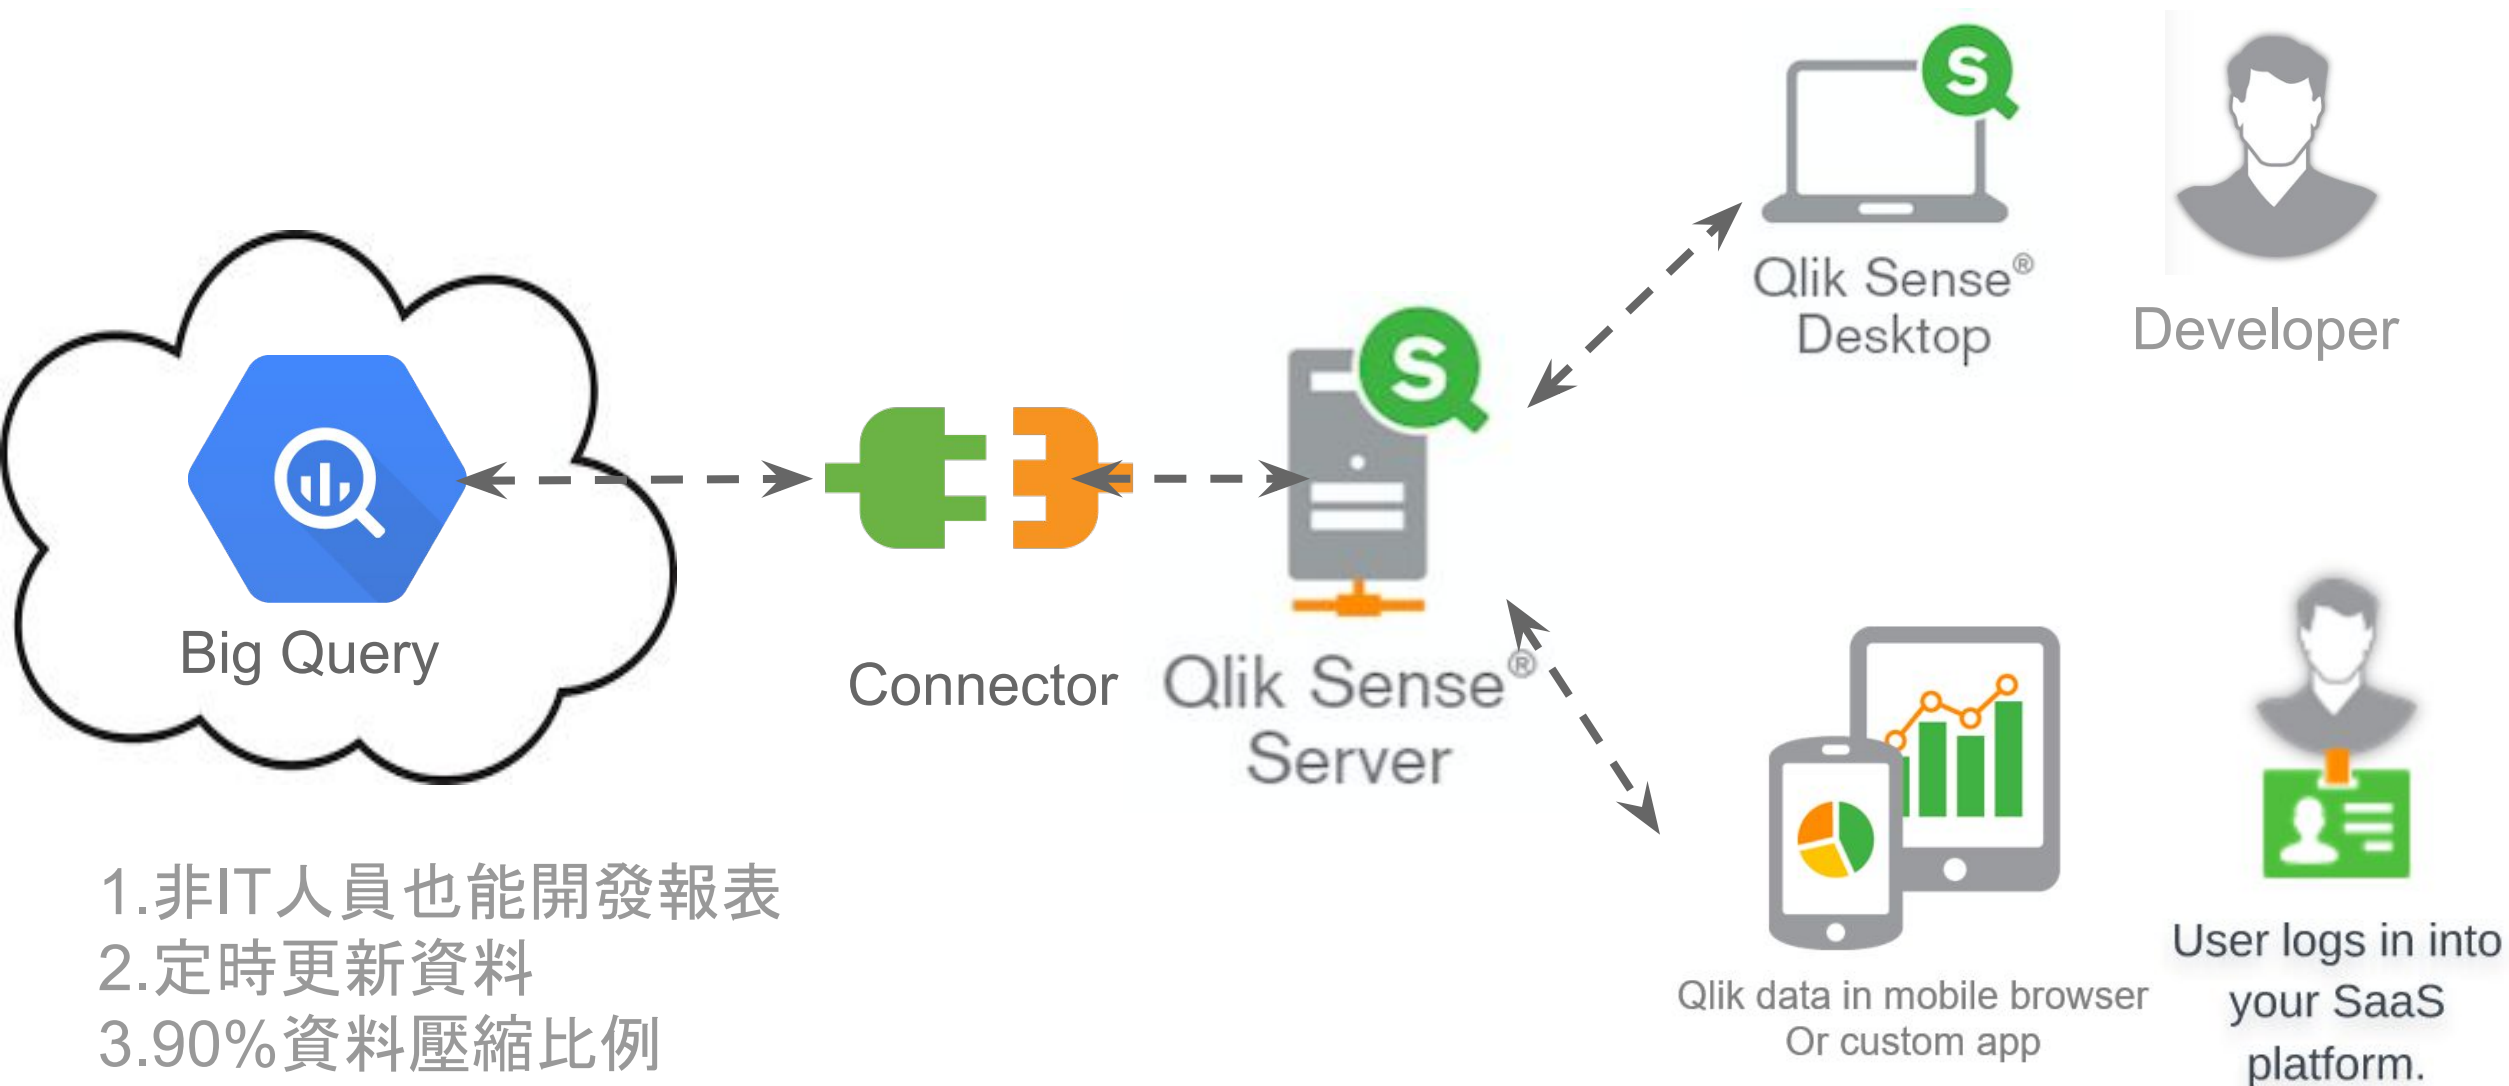 Qlik Sense®
Desktop
Developer
Big Query
Connector
Qlik Sense®
Server
1.非IT人員也能開發報表
2.定時更新資料
3.90%資料壓縮比例
Qlik data in mobile browser
Or custom app
User logs in into
your SaaS
platform.